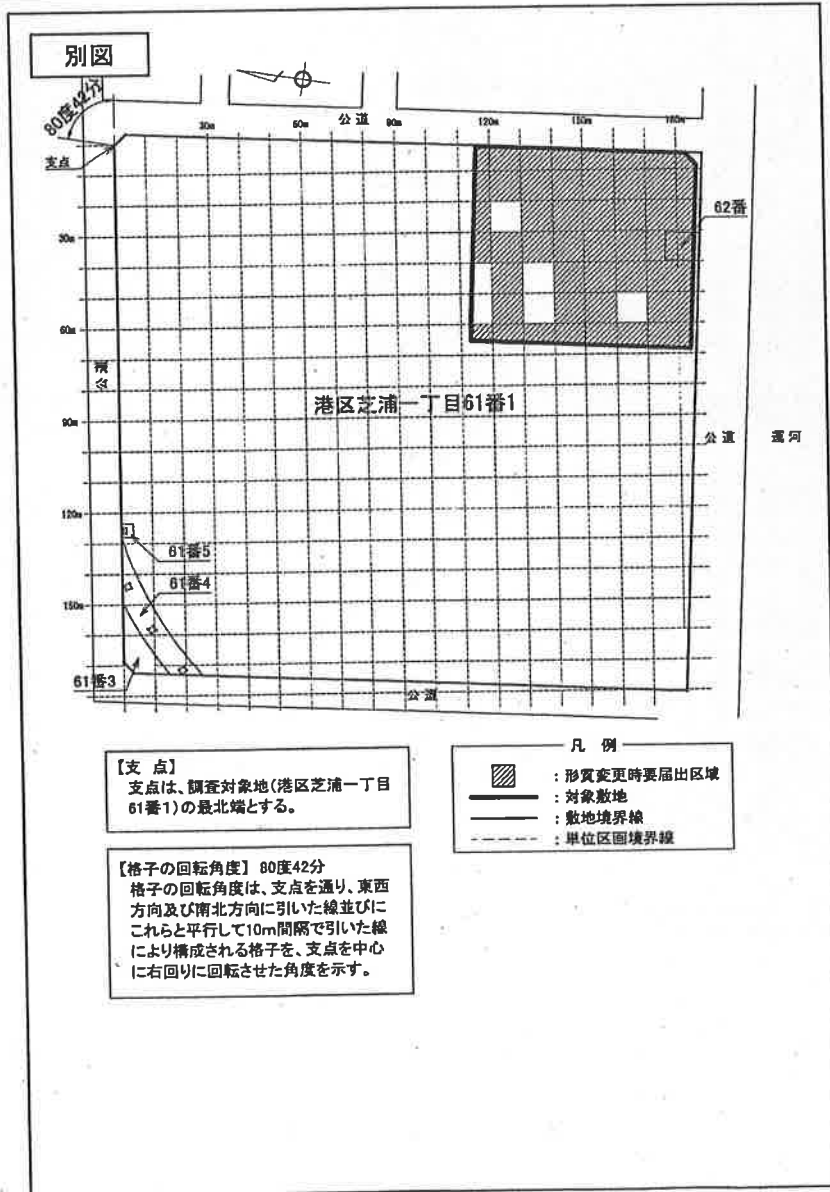 別図
80度42分
支点
公道
30m
60m
90m
120m
150m
180m
30m
60m
90m
120m
150m
公道
62番
港区芝浦一丁目61番1
公道
運河
61番5
61番4
61番3
公道
【支 点】
支点は、調査対象地(港区芝浦一丁目
61番1)の最北端とする。
【格子の回転角度】 80度42分
格子の回転角度は、支点を通り、東西
方向及び南北方向に引いた線並びに
これらと平行して10m間隔で引いた線
により構成される格子を、支点を中心
に右回りに回転させた角度を示す。
凡 例
:形質変更時要届出区域
:対象敷地
:敷地境界線
:単位区画境界線